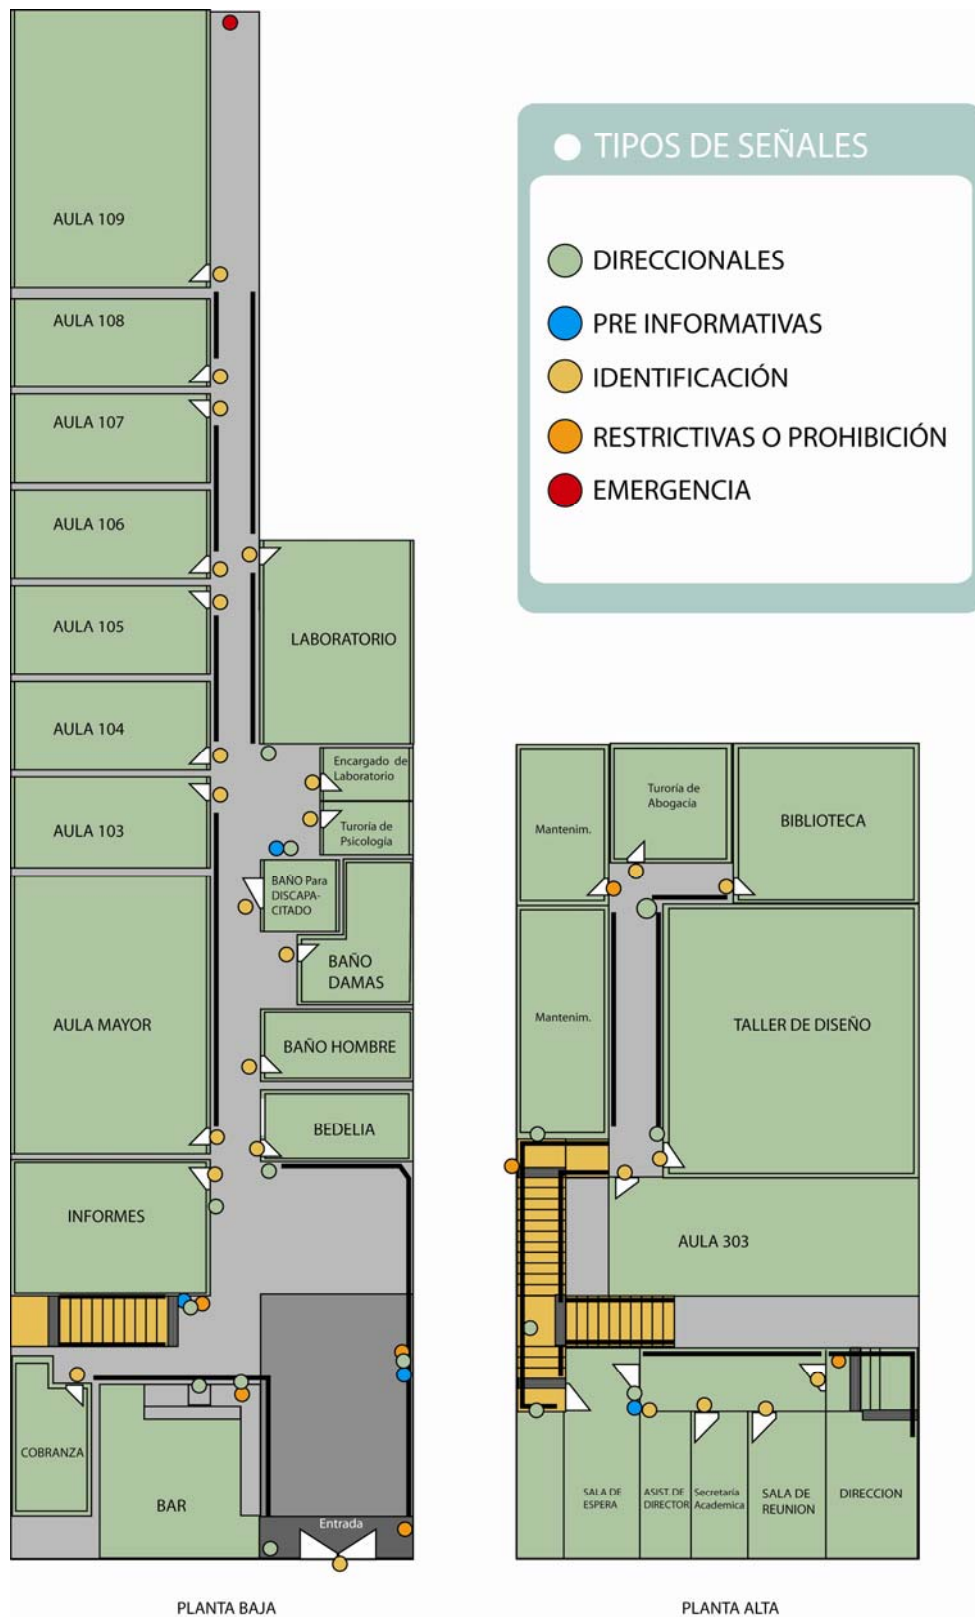 TIPOS DE SEÑALES
DIRECCIONALES
PRE INFORMATIVAS
IDENTIFICACIÓN
RESTRICTIVAS O PROHIBICIÓN
EMERGENCIA
AULA 109
AULA 108
AULA 107
AULA 106
AULA 105
AULA 104
AULA 103
AULA MAYOR
INFORMES
COBRANZA
BAR
Entrada
LABORATORIO
Encargado de
Laboratorio
Turoría de
Psicología
BAÑO Para
DISCAPA-
CITADO
BAÑO
DAMAS
BAÑO HOMBRE
BEDELIA
PLANTA BAJA
Mantenim.
Turoría de
Abogacía
BIBLIOTECA
Mantenim.
TALLER DE DISEÑO
AULA 303
SALA DE
ESPERA
ASIST. DE
DIRECTOR
Secretaría
Academica
SALA DE
REUNION
DIRECCION
PLANTA ALTA